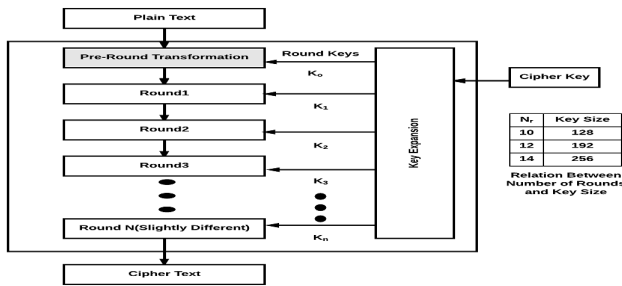 Plain Text
Pre-Round Transformation
Round Keys
K₀
Round1
K₁
Round2
K₂
Round3
K₃
Round N(Slightly Different)
Kₙ
Cipher Text
Key Expansion
Cipher Key
Nᵣ Key Size
10 128
12 192
14 256
Relation Between
Number of Rounds
and Key Size